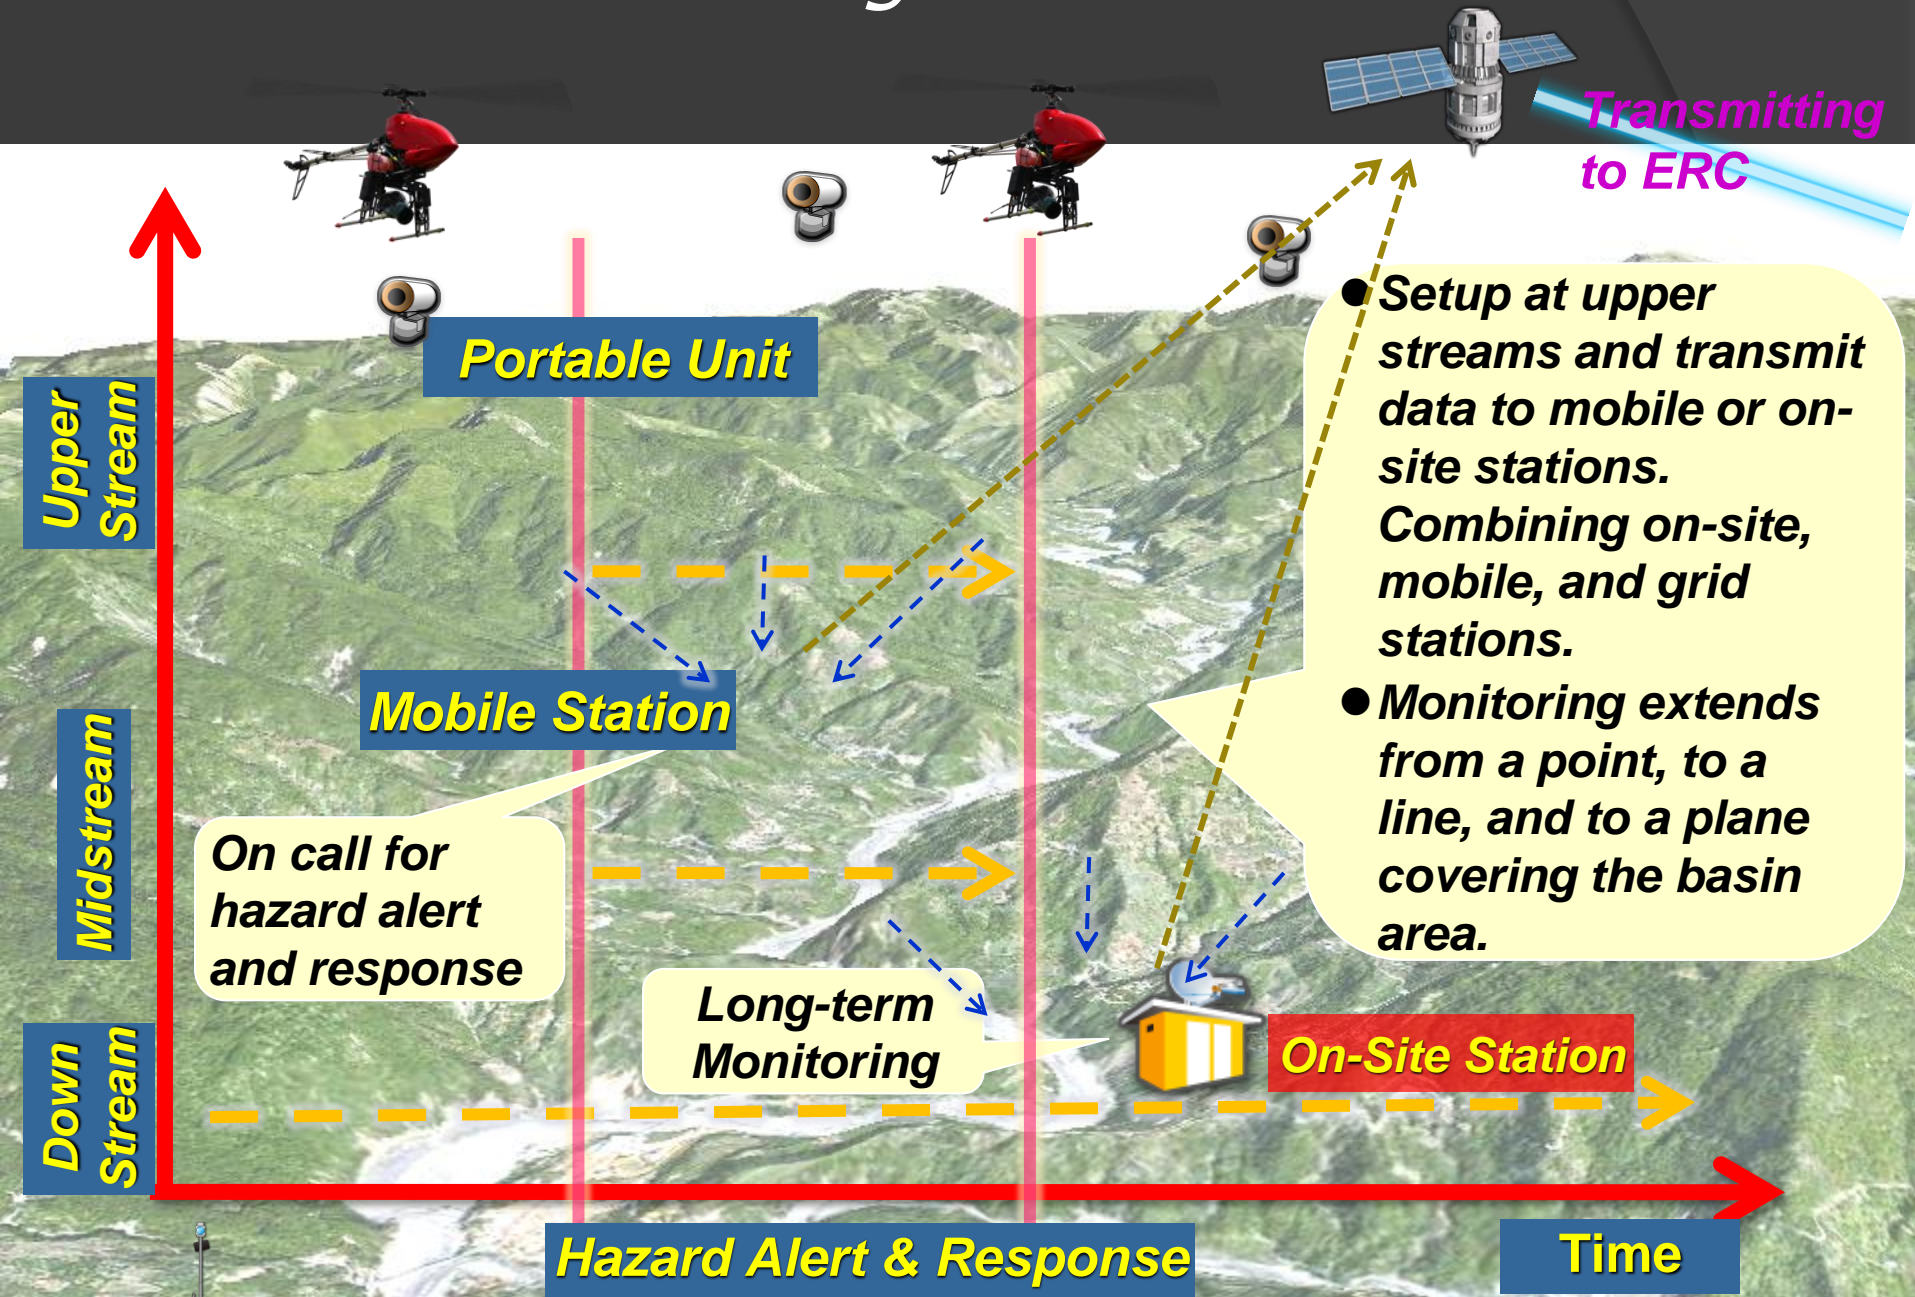 Transmitting
to ERC
Portable Unit
Upper
Stream
● Setup at upper
streams and transmit
data to mobile or on-
site stations.
Combining on-site,
mobile, and grid
stations.
● Monitoring extends
from a point, to a
line, and to a plane
covering the basin
area.
Mobile Station
Midstream
On call for
hazard alert
and response
Long-term
Monitoring
On-Site Station
Down
Stream
Hazard Alert & Response
Time